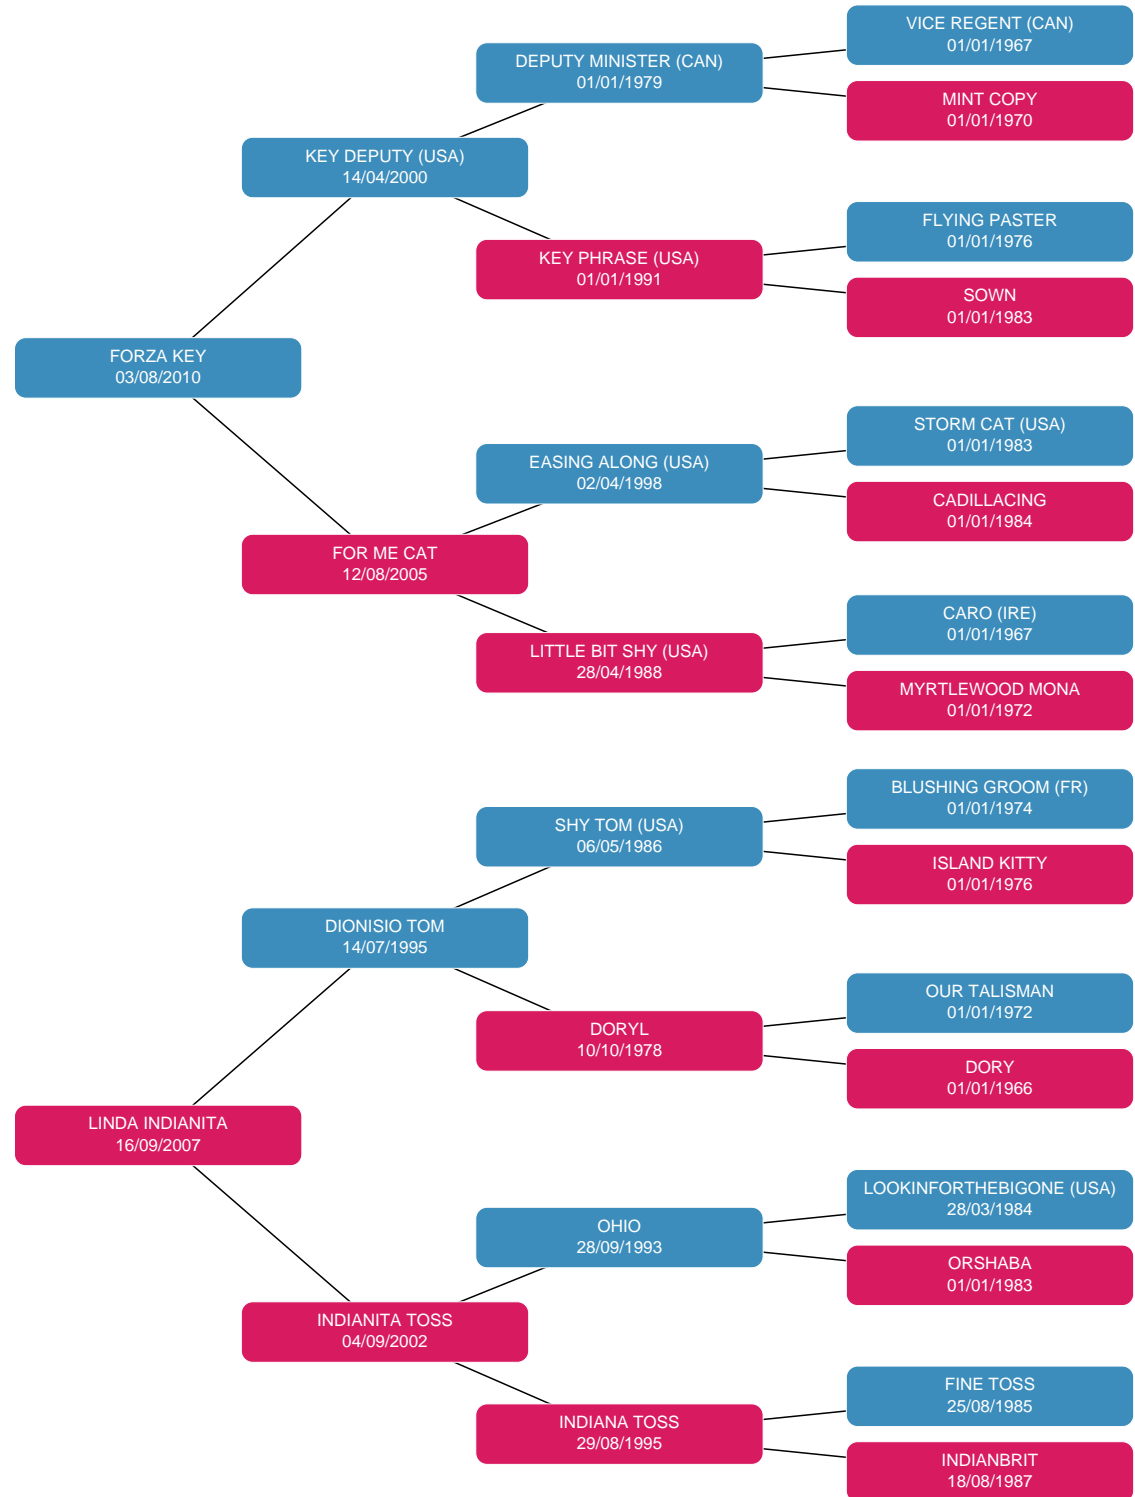 VICE REGENT (CAN)
01/01/1967
DEPUTY MINISTER (CAN)
01/01/1979
MINT COPY
01/01/1970
KEY DEPUTY (USA)
14/04/2000
FLYING PASTER
01/01/1976
KEY PHRASE (USA)
01/01/1991
SOWN
01/01/1983
FORZA KEY
03/08/2010
STORM CAT (USA)
01/01/1983
EASING ALONG (USA)
02/04/1998
CADILLACING
01/01/1984
FOR ME CAT
12/08/2005
CARO (IRE)
01/01/1967
LITTLE BIT SHY (USA)
28/04/1988
MYRTLEWOOD MONA
01/01/1972
BLUSHING GROOM (FR)
01/01/1974
SHY TOM (USA)
06/05/1986
ISLAND KITTY
01/01/1976
DIONISIO TOM
14/07/1995
OUR TALISMAN
01/01/1972
DORYL
10/10/1978
DORY
01/01/1966
LINDA INDIANITA
16/09/2007
LOOKINFORTHEBIGONE (USA)
28/03/1984
OHIO
28/09/1993
ORSHABA
01/01/1983
INDIANITA TOSS
04/09/2002
FINE TOSS
25/08/1985
INDIANA TOSS
29/08/1995
INDIANBRIT
18/08/1987